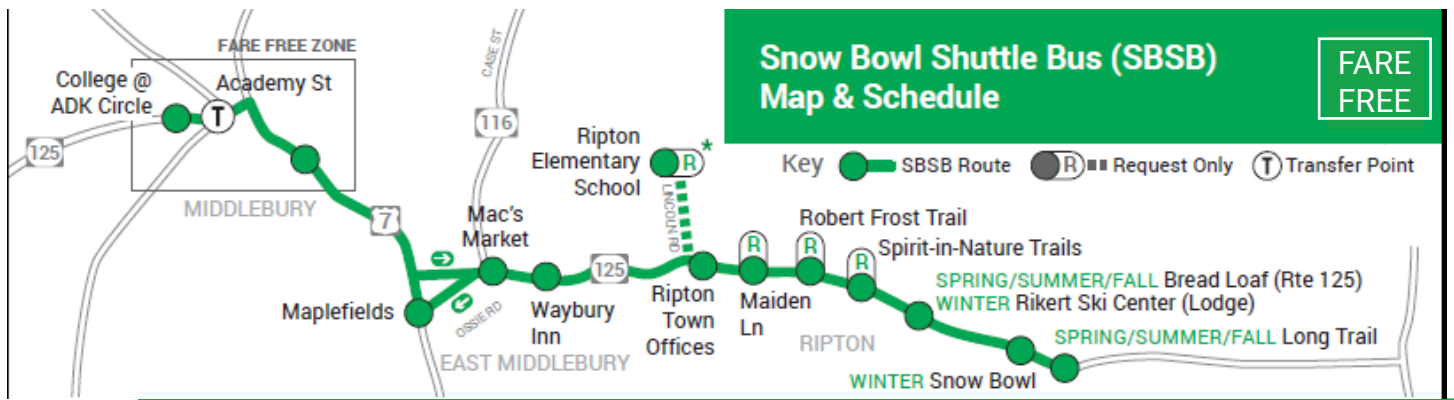 Snow Bowl Shuttle Bus (SBSB)
Map & Schedule
FARE
FREE
Key
SBSB Route
R
Request Only
T
Transfer Point
FARE FREE ZONE
College @
ADK Circle
Academy St
T
125
MIDDLEBURY
7
CASE ST
116
Mac's
Market
Maplefields
OSSIE RD
Waybury
Inn
EAST MIDDLEBURY
125
Ripton
Elementary
School
R
*
LINCOLN RD
Ripton
Town
Offices
R
Maiden
Ln
Robert Frost Trail
R
Spirit-in-Nature Trails
R
RIPTON
SPRING/SUMMER/FALL Bread Loaf (Rte 125)
WINTER Rikert Ski Center (Lodge)
SPRING/SUMMER/FALL Long Trail
WINTER Snow Bowl